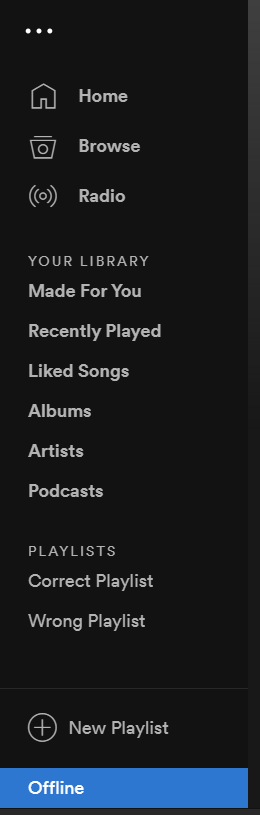 Home
Browse
Radio
YOUR LIBRARY
Made For You
Recently Played
Liked Songs
Albums
Artists
Podcasts
PLAYLISTS
Correct Playlist
Wrong Playlist
New Playlist
Offline